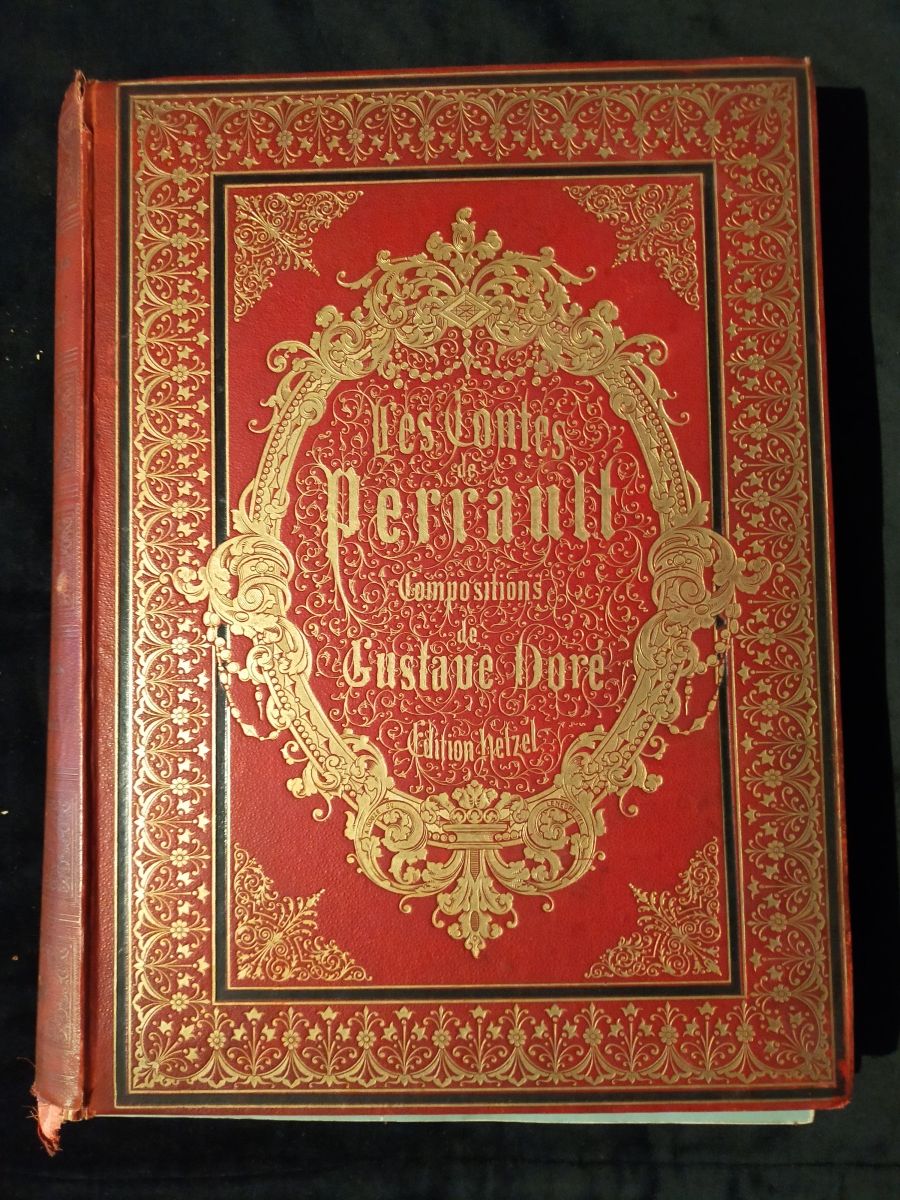 Les Contes
de
Perrault
Compositions
de
Gustave Doré
Edition Hetzel